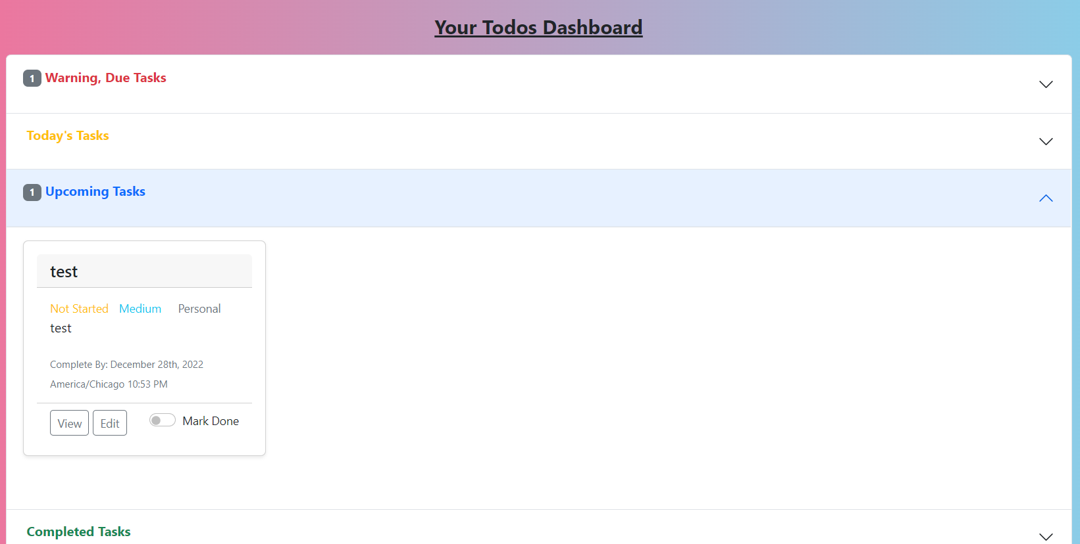 Your Todos Dashboard
1 Warning, Due Tasks
Today's Tasks
1 Upcoming Tasks
test
Not Started Medium Personal
test
Complete By: December 28th, 2022
America/Chicago 10:53 PM
View Edit Mark Done
Completed Tasks